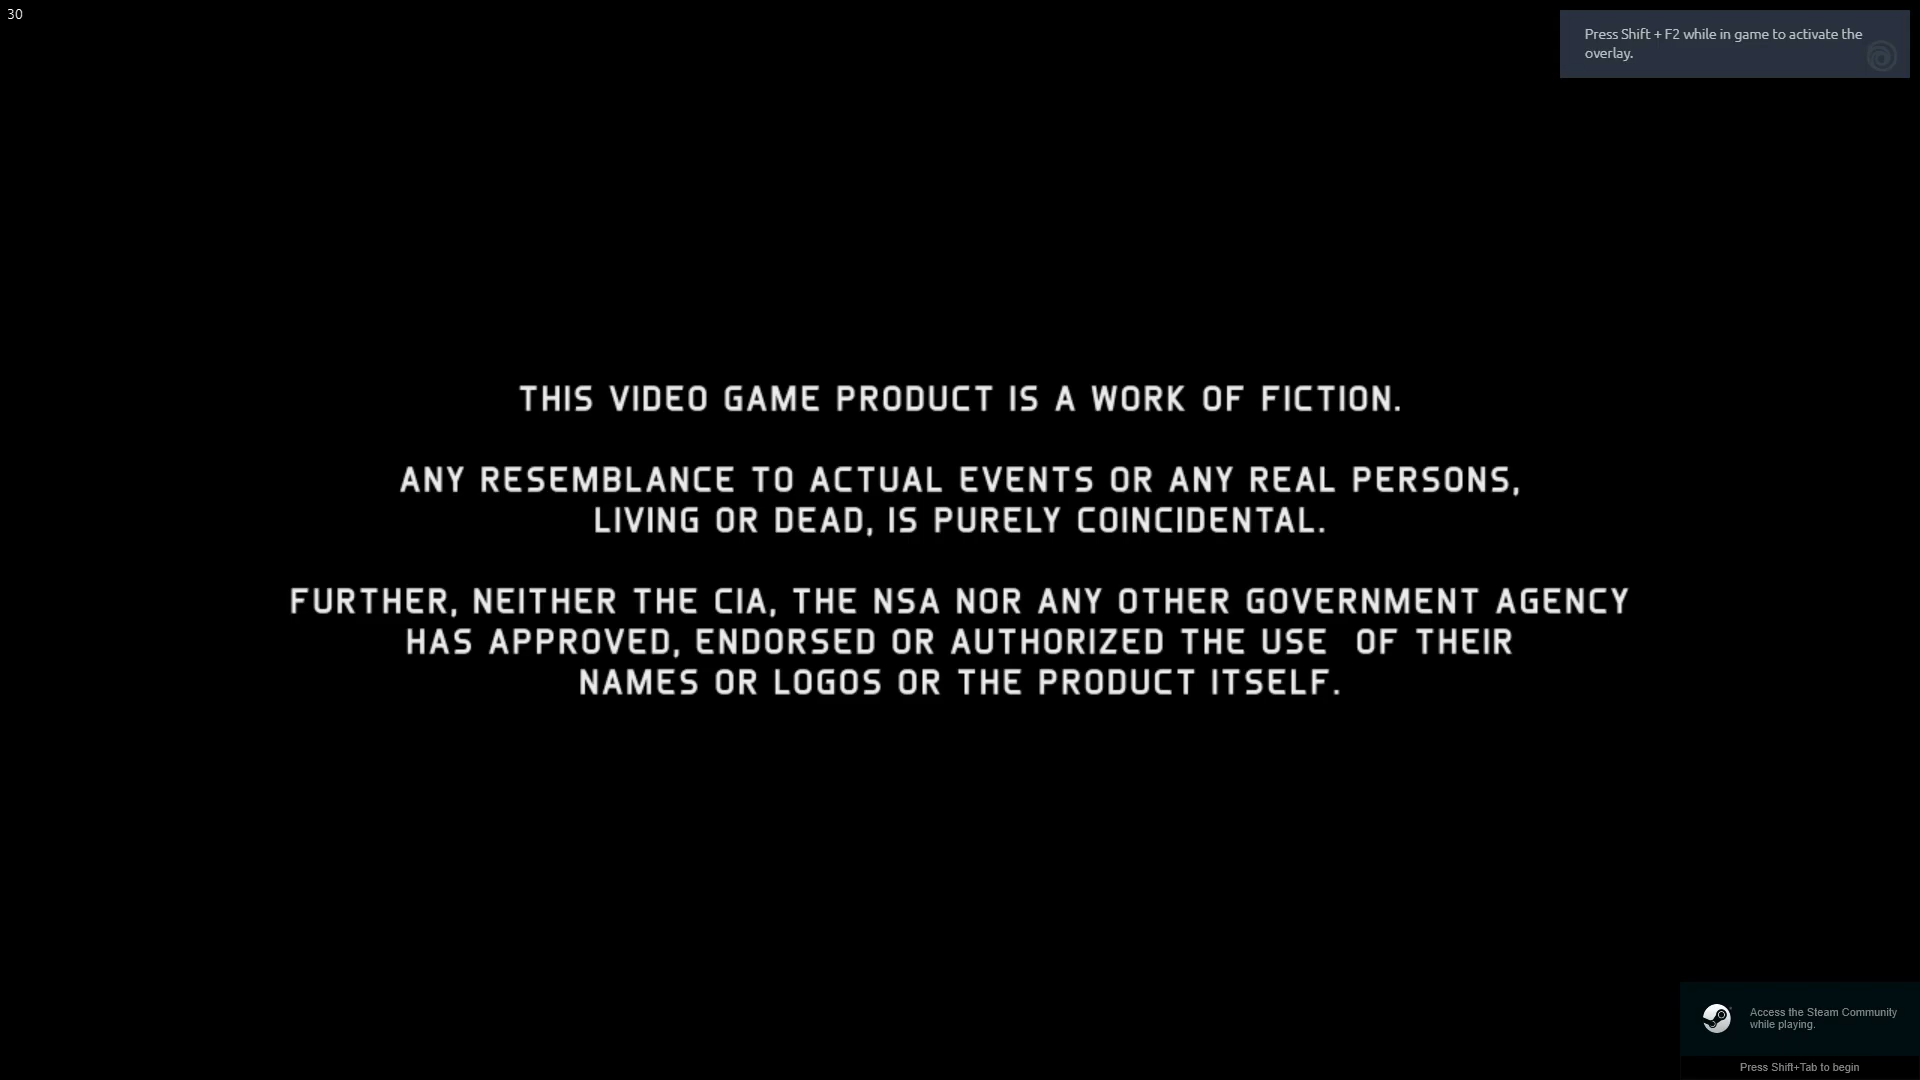 30
Press Shift + F2 while in game to activate the
overlay.
THIS VIDEO GAME PRODUCT IS A WORK OF FICTION.
ANY RESEMBLANCE TO ACTUAL EVENTS OR ANY REAL PERSONS,
LIVING OR DEAD, IS PURELY COINCIDENTAL.
FURTHER, NEITHER THE CIA, THE NSA NOR ANY OTHER GOVERNMENT AGENCY
HAS APPROVED, ENDORSED OR AUTHORIZED THE USE  OF THEIR
NAMES OR LOGOS OR THE PRODUCT ITSELF.
Access the Steam Community
while playing.
Press Shift+Tab to begin